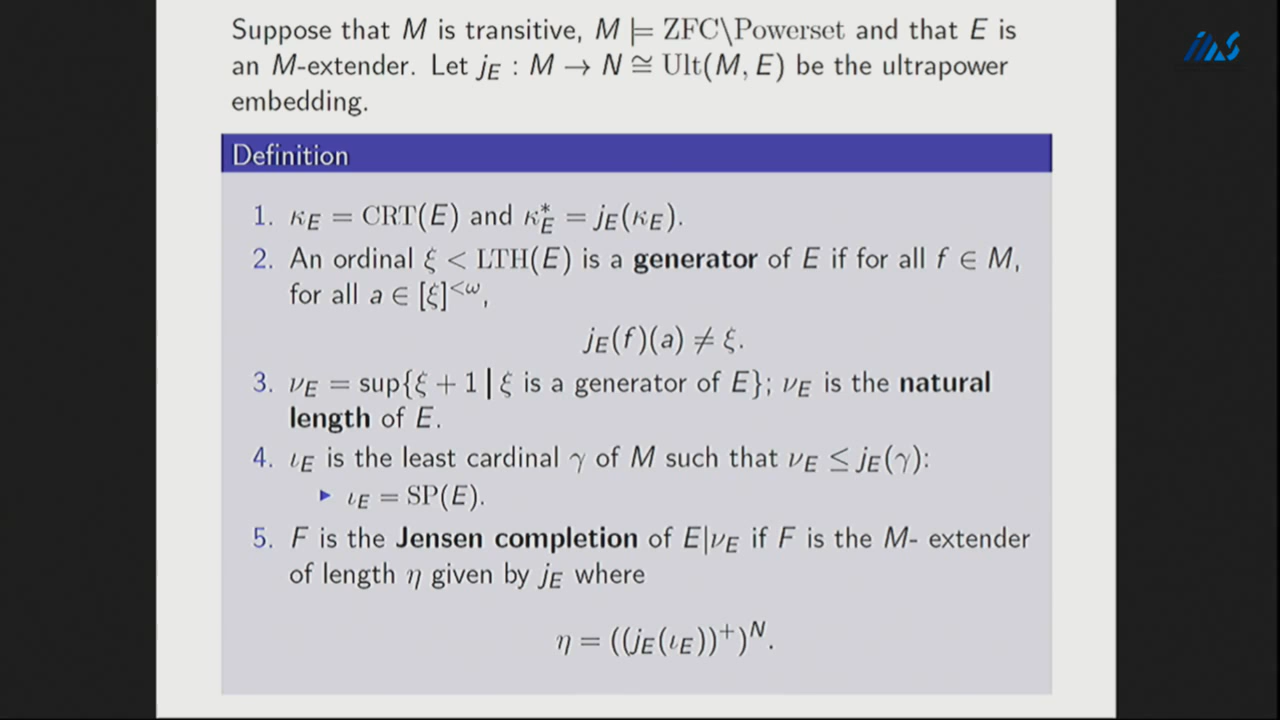 Suppose that M is transitive, M ⊨ ZFC\Powerset and that E is
an M-extender. Let j_E : M → N ≅ Ult(M, E) be the ultrapower
embedding.
Definition
1. κ_E = CRT(E) and κ*_E = j_E(κ_E).
2. An ordinal ξ < LTH(E) is a generator of E if for all f ∈ M,
for all a ∈ [ξ]^{<ω},
j_E(f)(a) ≠ ξ.
3. ν_E = sup{ξ + 1 | ξ is a generator of E}; ν_E is the natural
length of E.
4. ι_E is the least cardinal γ of M such that ν_E ≤ j_E(γ):
▶ ι_E = SP(E).
5. F is the Jensen completion of E|ν_E if F is the M- extender
of length η given by j_E where
η = ((j_E(ι_E))^+)^N.
ims